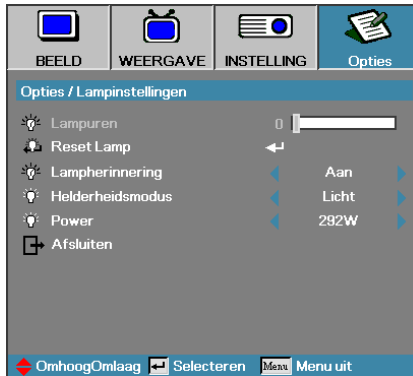 BEELD WEERGAVE INSTELLING Opties
Opties / Lampinstellingen
Lampuren 0
Reset Lamp
Lampherinnering Aan
Helderheidsmodus Licht
Power 292W
Afsluiten
OmhoogOmlaag Selecteren Menu Menu uit